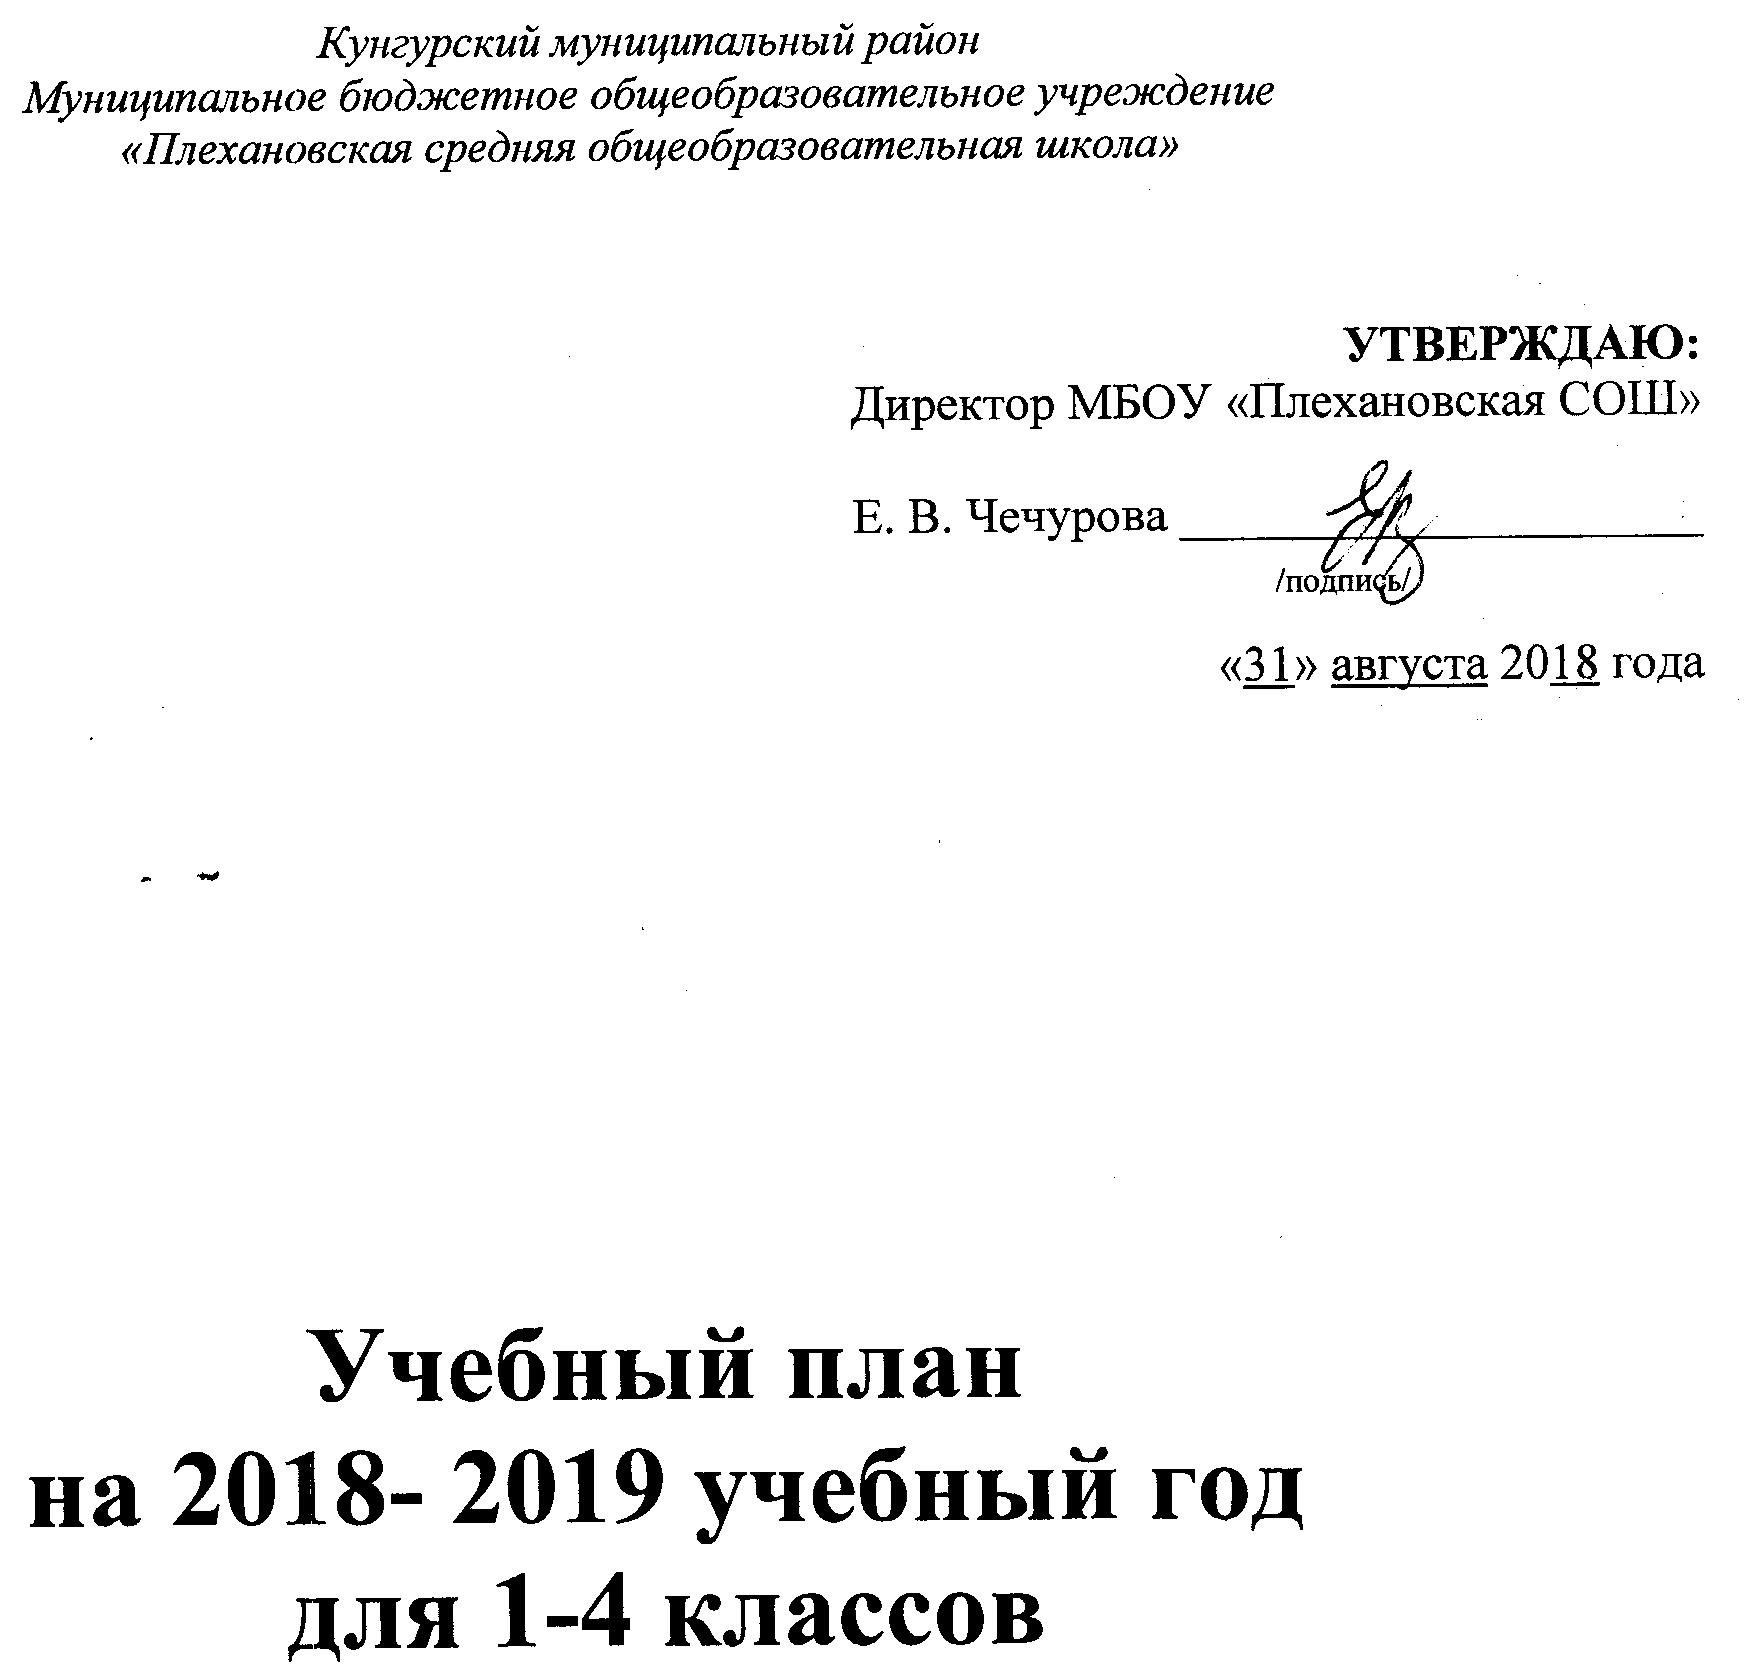 Кунгурский муниципальный район
Муниципальное бюджетное общеобразовательное учреждение
«Плехановская средняя общеобразовательная школа»
УТВЕРЖДАЮ:
Директор МБОУ «Плехановская СОШ»
Е. В. Чечурова
/подпись/
«31» августа 2018 года
Учебный план
на 2018- 2019 учебный год
для 1-4 классов